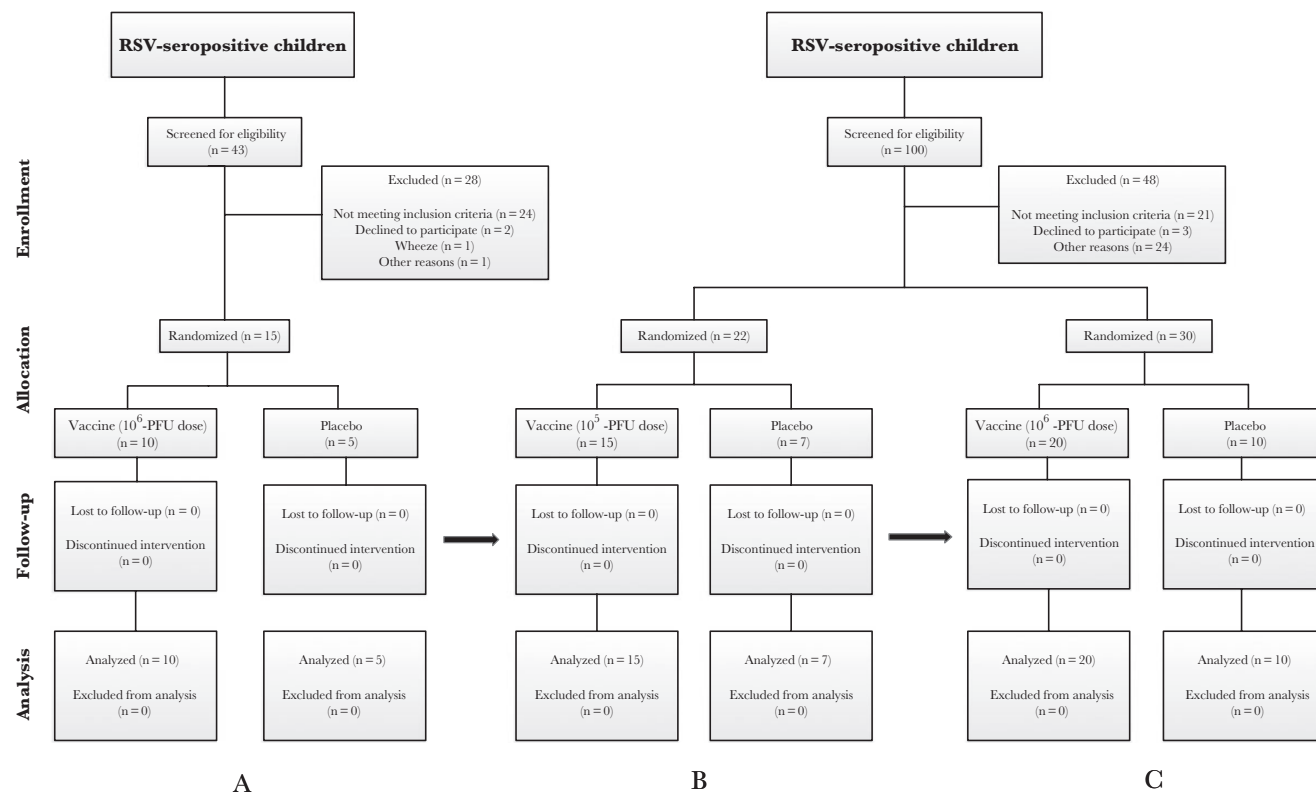 RSV-seropositive children
Screened for eligibility
(n = 43)
Excluded (n = 28)
Not meeting inclusion criteria (n = 24)
Declined to participate (n = 2)
Wheeze (n = 1)
Other reasons (n = 1)
Randomized (n = 15)
Vaccine (10^6-PFU dose)
(n = 10)
Placebo
(n = 5)
Lost to follow-up (n = 0)
Discontinued intervention
(n = 0)
Lost to follow-up (n = 0)
Discontinued intervention
(n = 0)
Analyzed (n = 10)
Excluded from analysis
(n = 0)
Analyzed (n = 5)
Excluded from analysis
(n = 0)
A
RSV-seropositive children
Screened for eligibility
(n = 100)
Excluded (n = 48)
Not meeting inclusion criteria (n = 21)
Declined to participate (n = 3)
Other reasons (n = 24)
Randomized (n = 22)
Vaccine (10^5 -PFU dose)
(n = 15)
Placebo
(n = 7)
Lost to follow-up (n = 0)
Discontinued intervention
(n = 0)
Lost to follow-up (n = 0)
Discontinued intervention
(n = 0)
Analyzed (n = 15)
Excluded from analysis
(n = 0)
Analyzed (n = 7)
Excluded from analysis
(n = 0)
B
Randomized (n = 30)
Vaccine (10^6 -PFU dose)
(n = 20)
Placebo
(n = 10)
Lost to follow-up (n = 0)
Discontinued intervention
(n = 0)
Lost to follow-up (n = 0)
Discontinued intervention
(n = 0)
Analyzed (n = 20)
Excluded from analysis
(n = 0)
Analyzed (n = 10)
Excluded from analysis
(n = 0)
C
Enrollment
Allocation
Follow-up
Analysis